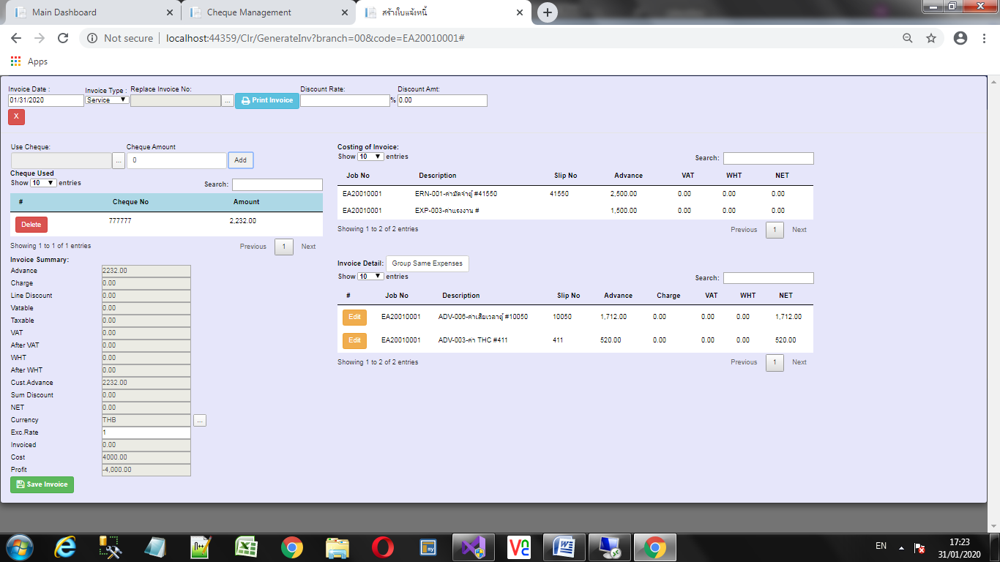 Main Dashboard
Cheque Management
สร้างใบแจ้งหนี้
Not secure localhost:44359/Clr/GenerateInv?branch=00&code=EA20010001#
Apps
Invoice Date : Invoice Type : Replace Invoice No: Discount Rate: Discount Amt:
01/31/2020 Service ... Print Invoice % 0.00
X
Use Cheque: Cheque Amount
... 0 Add
Cheque Used
Show 10 entries Search:
# Cheque No Amount
Delete 777777 2,232.00
Showing 1 to 1 of 1 entries Previous 1 Next
Invoice Summary:
Advance 2232.00
Charge 0.00
Line Discount 0.00
Vatable 0.00
Taxable 0.00
VAT 0.00
After VAT 0.00
WHT 0.00
After WHT 0.00
Cust.Advance 2232.00
Sum Discount 0.00
NET 0.00
Currency THB ...
Exc.Rate 1
Invoiced 0.00
Cost 4000.00
Profit -4,000.00
Save Invoice
Costing of Invoice:
Show 10 entries Search:
Job No Description Slip No Advance VAT WHT NET
EA20010001 ERN-001-ค่ามัดจำตู้ #41550 41550 2,500.00 0.00 0.00 0.00
EA20010001 EXP-003-ค่าแรงงาน # 1,500.00 0.00 0.00 0.00
Showing 1 to 2 of 2 entries Previous 1 Next
Invoice Detail: Group Same Expenses
Show 10 entries Search:
# Job No Description Slip No Advance Charge VAT WHT NET
Edit EA20010001 ADV-006-ค่าเสียเวลาตู้ #10050 10050 1,712.00 0.00 0.00 0.00 1,712.00
Edit EA20010001 ADV-003-ค่า THC #411 411 520.00 0.00 0.00 0.00 520.00
Showing 1 to 2 of 2 entries Previous 1 Next
EN 17:23
31/01/2020